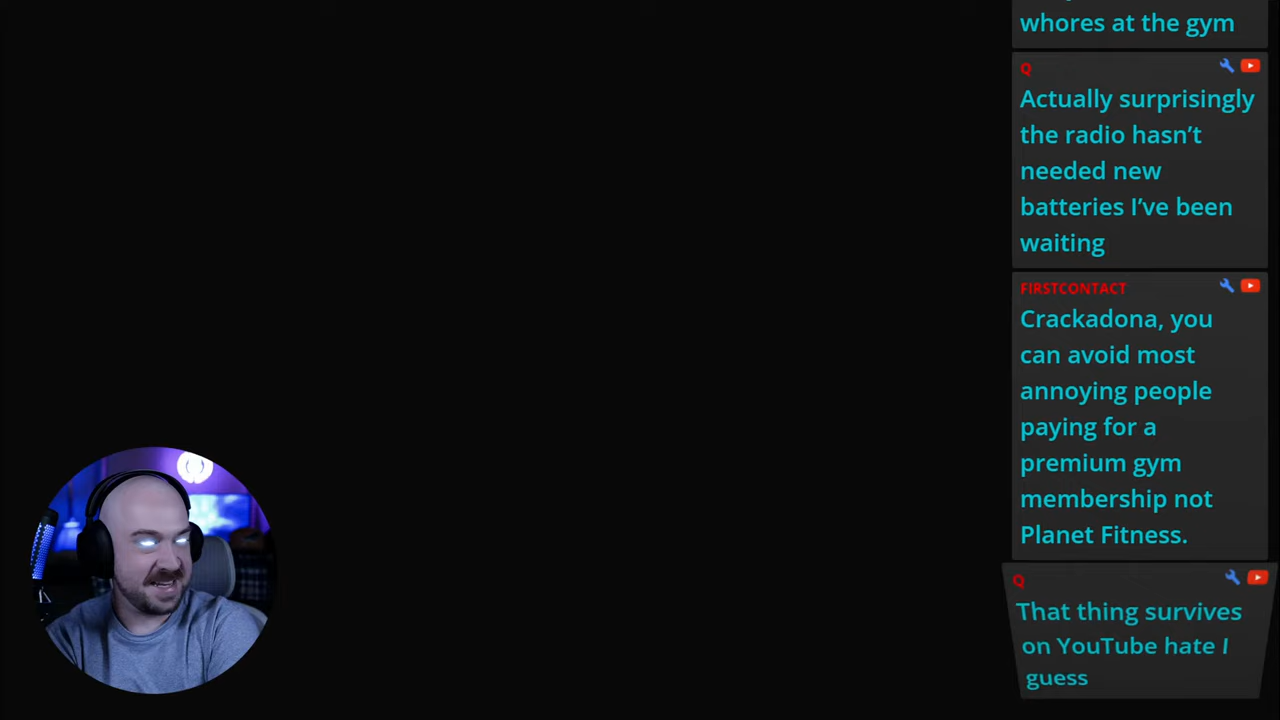 whores at the gym
Q
Actually surprisingly
the radio hasn’t
needed new
batteries I’ve been
waiting
FIRSTCONTACT
Crackadona, you
can avoid most
annoying people
paying for a
premium gym
membership not
Planet Fitness.
Q
That thing survives
on YouTube hate I
guess